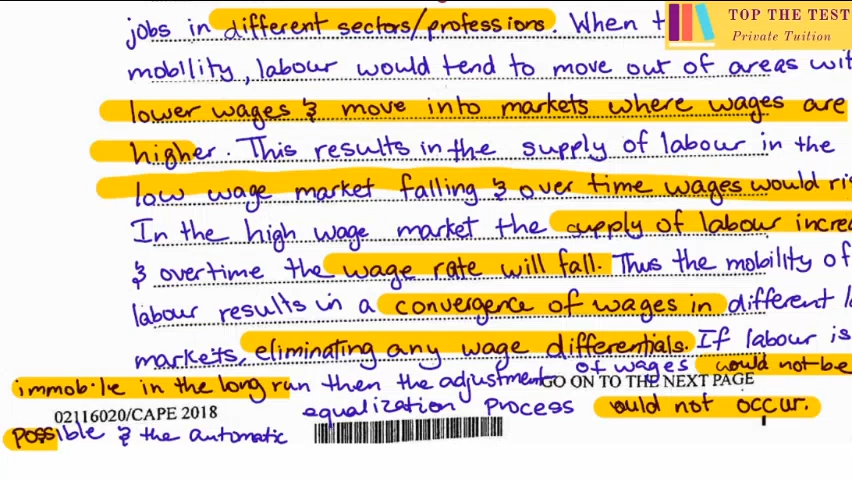 jobs in different sectors/professions. When
TOP THE TEST
Private Tuition
mobility, labour would tend to move out of areas
lower wages & move into markets where wages are
higher. This results in the supply of labour in the
low wage market falling & over time wages would
In the high wage market the supply of labour
& overtime the wage rate will fall. Thus the mobility of
labour results in a convergence of wages in different
markets, eliminating any wage differentials. If labour is
immobile in the long run then the adjustment of wages would not be
GO ON TO THE NEXT PAGE
02116020/CAPE 2018
possible & the automatic equalization process would not occur.